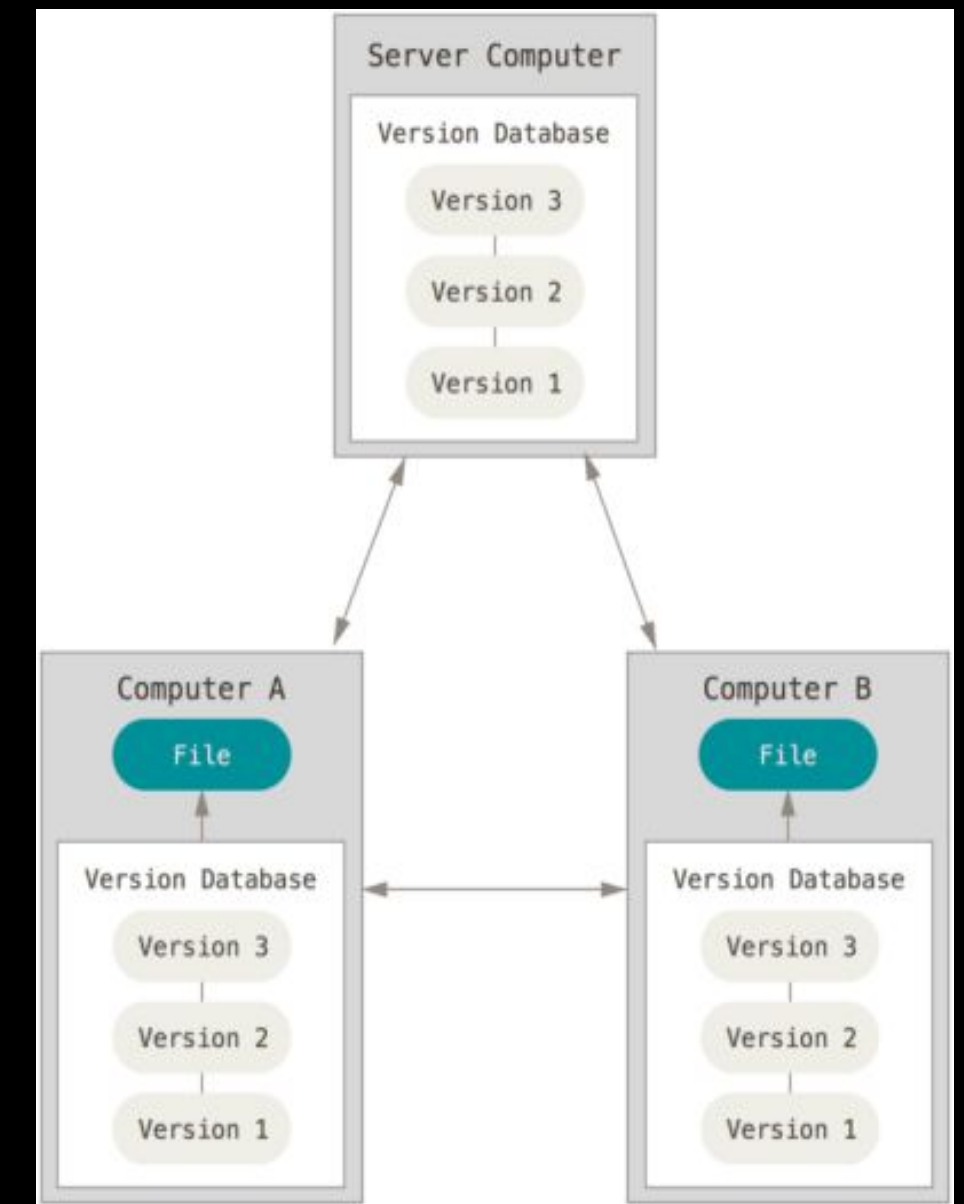 Server Computer
Version Database
Version 3
Version 2
Version 1
Computer A
File
Version Database
Version 3
Version 2
Version 1
Computer B
File
Version Database
Version 3
Version 2
Version 1